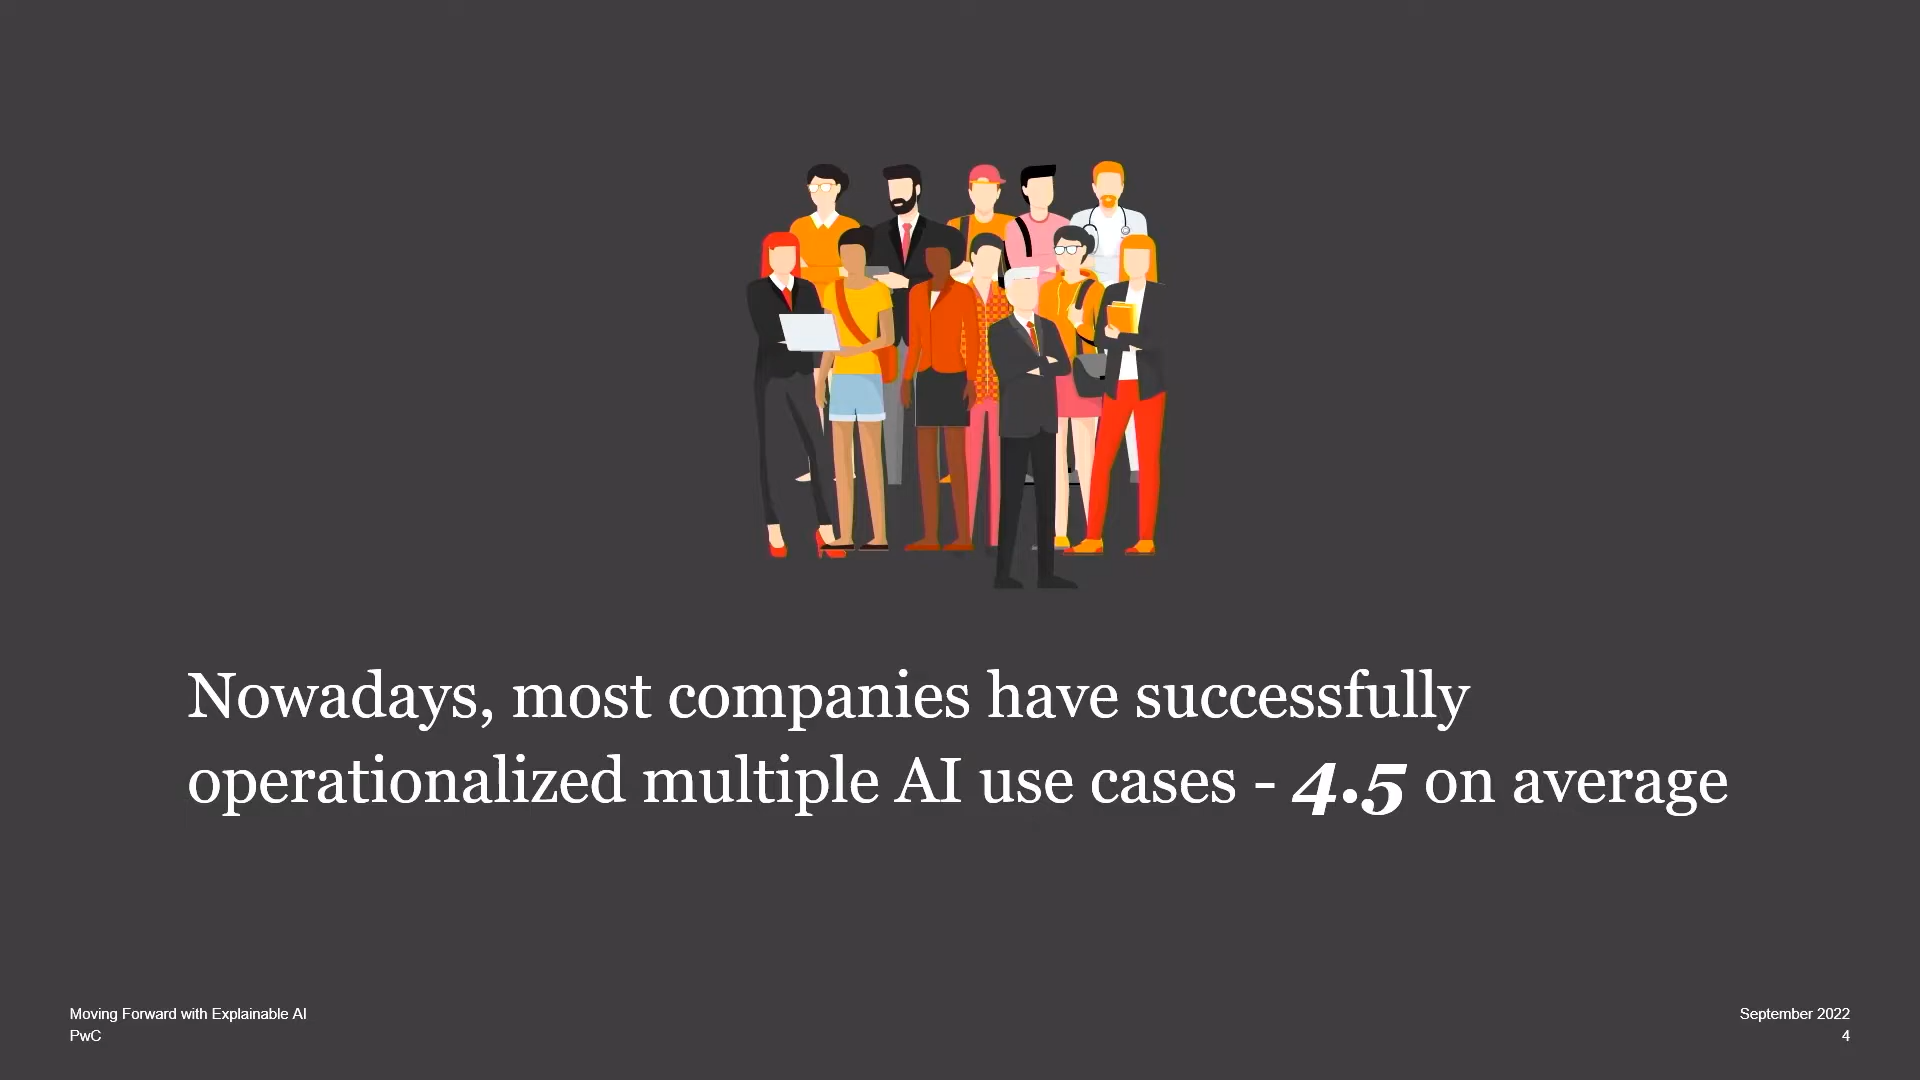 Nowadays, most companies have successfully
operationalized multiple AI use cases - 4.5 on average
Moving Forward with Explainable AI
PwC
September 2022
4